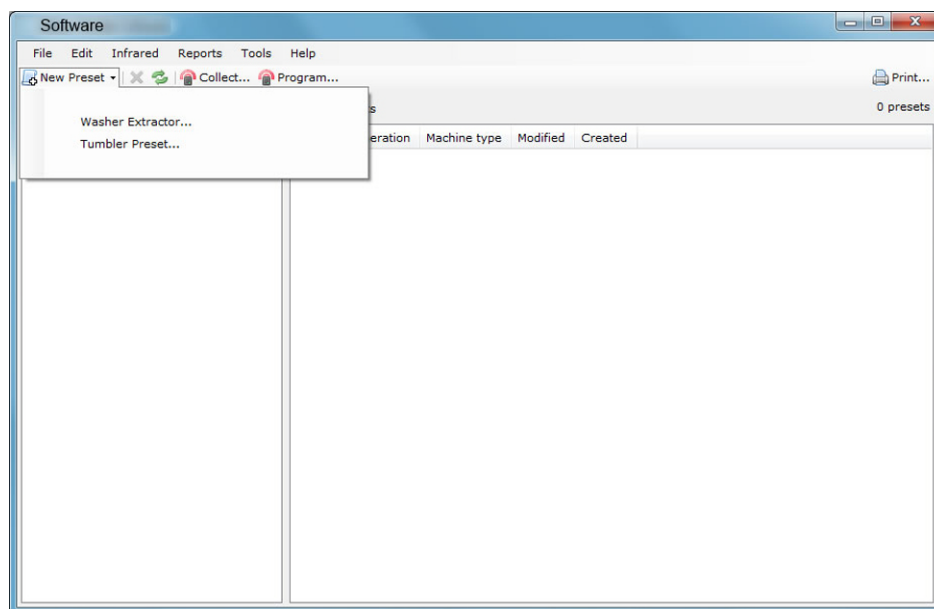 Software
File Edit Infrared Reports Tools Help
New Preset Collect... Program... Print...
0 presets
Washer Extractor...
Tumbler Preset...
Machine type Modified Created